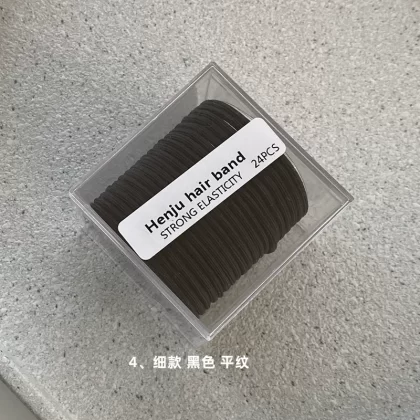 Henju hair band
STRONG ELASTICITY 24PCS
4、细款 黑色 平纹